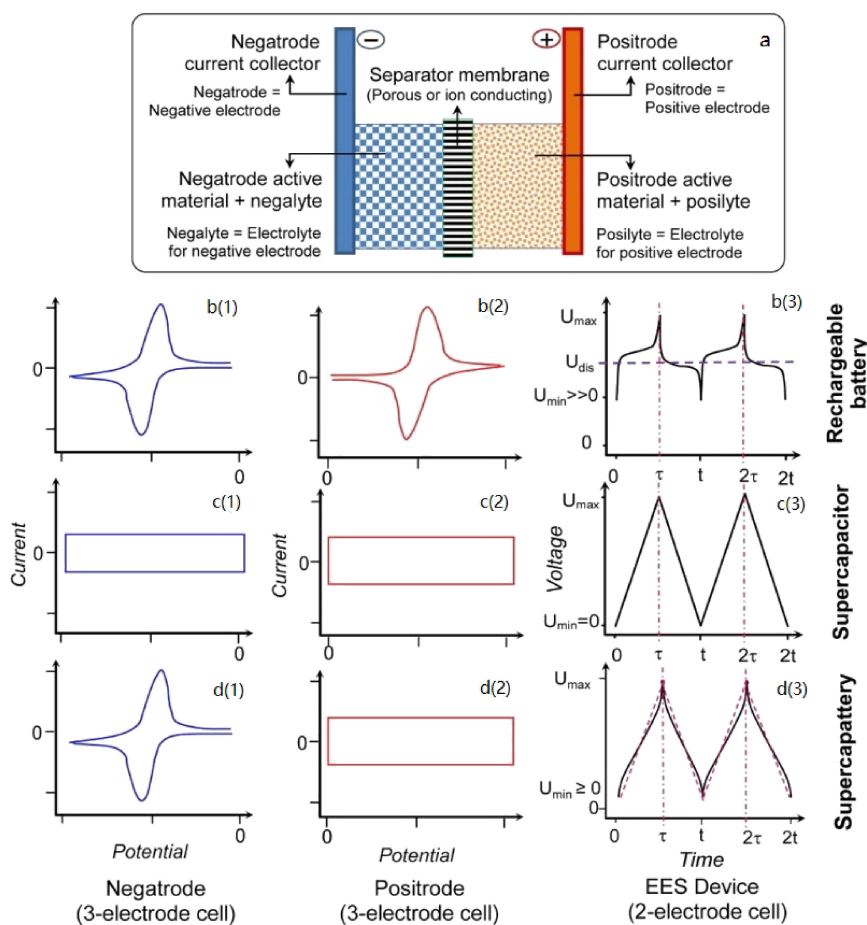 a
Negatrode
current collector
Negatrode =
Negative electrode
−
Separator membrane
(Porous or ion conducting)
+
Positrode
current collector
Positrode =
Positive electrode
Negatrode active
material + negalyte
Negalyte = Electrolyte
for negative electrode
Positrode active
material + posilyte
Posilyte = Electrolyte
for positive electrode
b(1)
0
0
b(2)
0
0
b(3)
Umax
Udis
Umin>>0
0
0 τ t 2τ 2t
Rechargeable
battery
c(1)
Current
0
0
c(2)
Current
0
0
c(3)
Voltage
Umax
Umin=0
0 τ t 2τ 2t
Supercapacitor
d(1)
0
0
Potential
d(2)
0
0
Potential
d(3)
Umax
Umin ≥ 0
0
0 τ t 2τ 2t
Time
Supercapattery
Negatrode
(3-electrode cell)
Positrode
(3-electrode cell)
EES Device
(2-electrode cell)